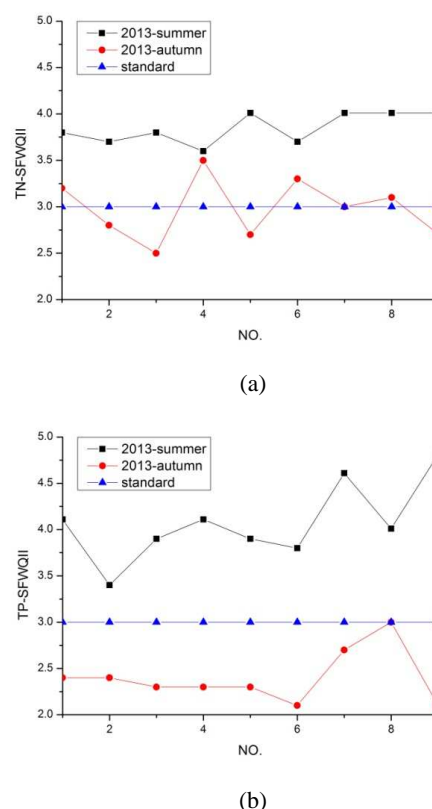 5.0
4.5
4.0
3.5
3.0
2.5
2.0
TN-SFWQII
2013-summer
2013-autumn
standard
2 4 6 8
NO.
(a)
5.0
4.5
4.0
3.5
3.0
2.5
2.0
TP-SFWQII
2013-summer
2013-autumn
standard
2 4 6 8
NO.
(b)